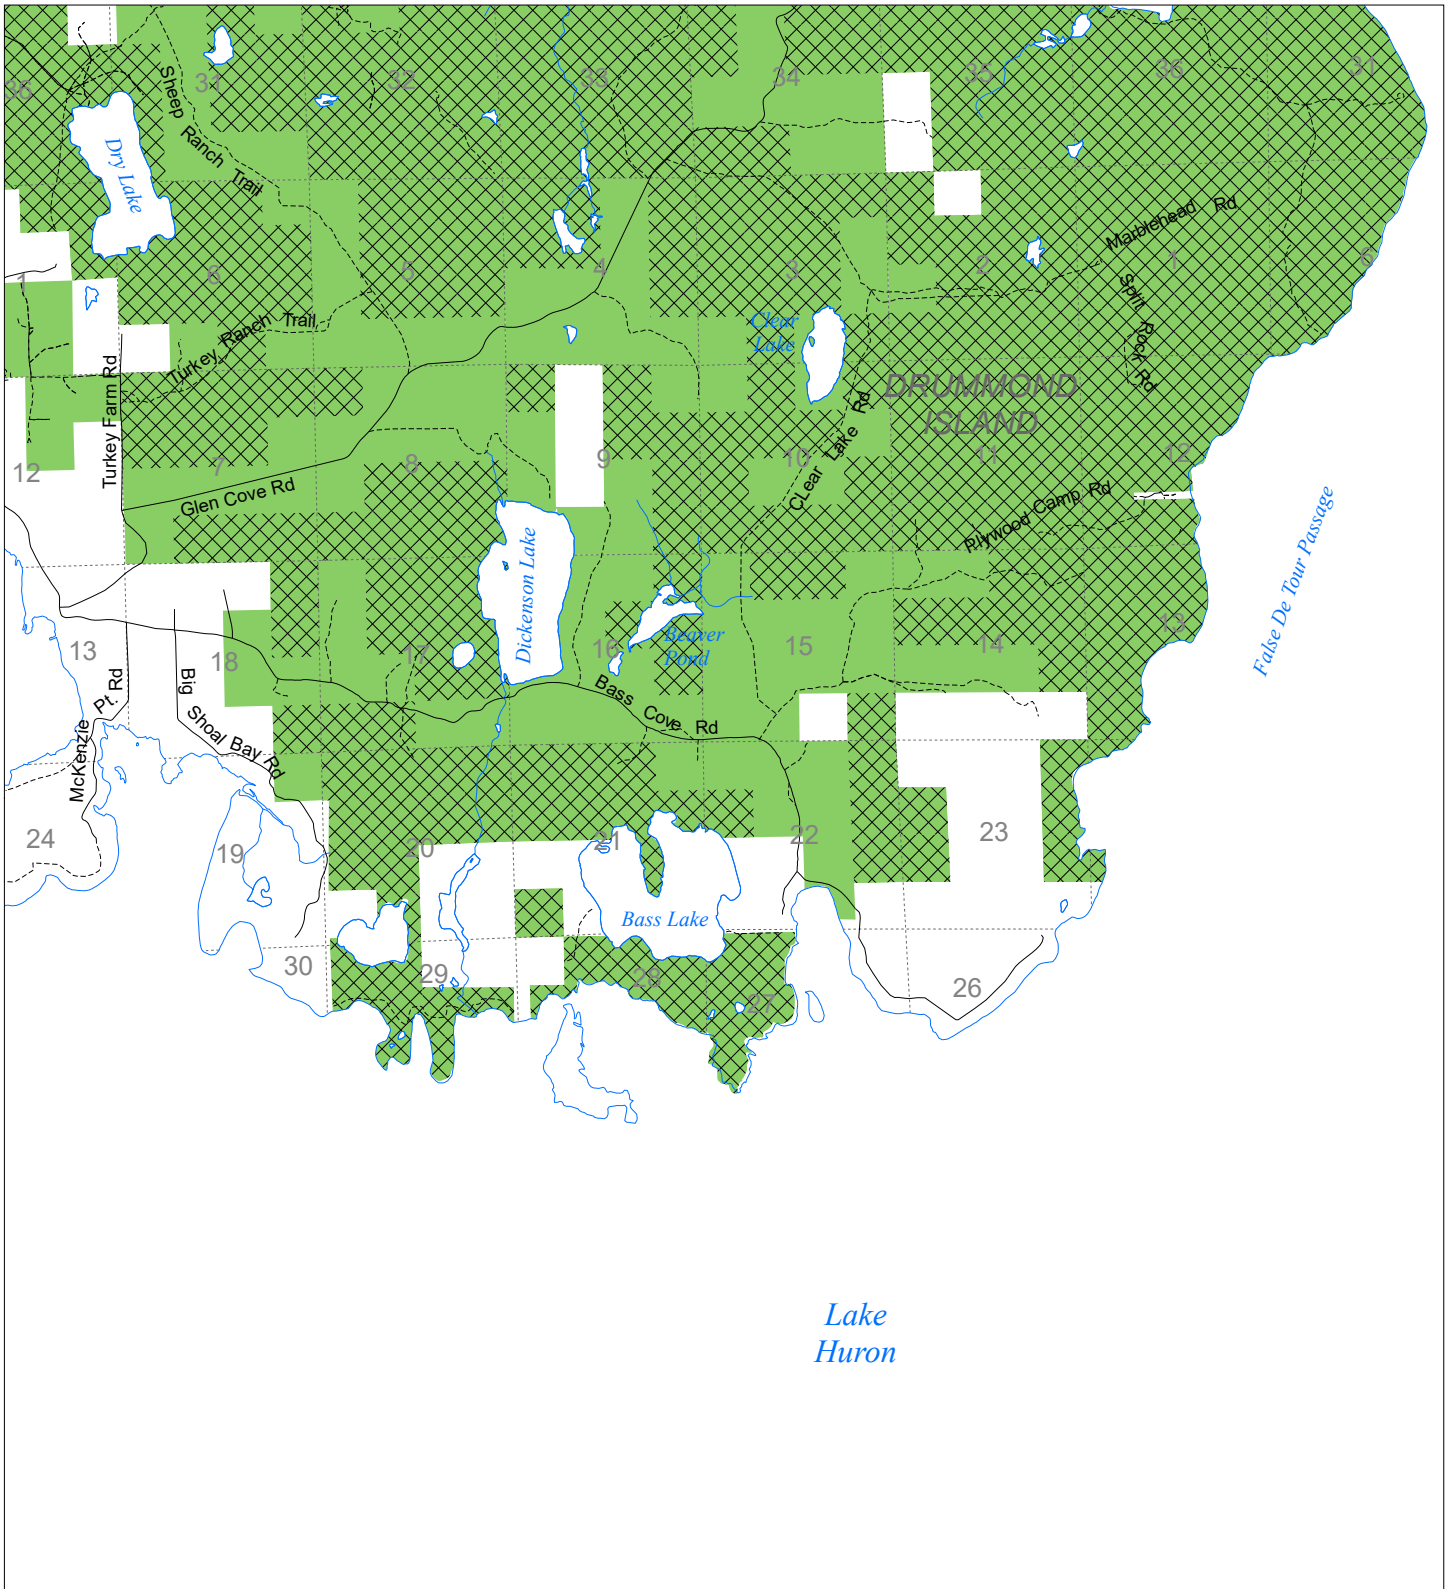 36
31
32
33
34
35
36
31
Sheep Ranch Trail
Dry Lake
1
6
5
4
3
2
1
6
Marblehead Rd
Split Rock Rd
Turkey Ranch Trail
Turkey Farm Rd
Clear
Lake
DRUMMOND
ISLAND
12
7
8
9
10
11
12
Glen Cove Rd
CLear Lake Rd
Plywood Camp Rd
Dickenson Lake
False De Tour Passage
13
18
17
16
15
14
13
Beaver
Pond
McKenzie Pt. Rd
Big Shoal Bay Rd
Bass Cove Rd
24
19
20
21
22
23
Bass Lake
30
29
28
27
26
Lake
Huron